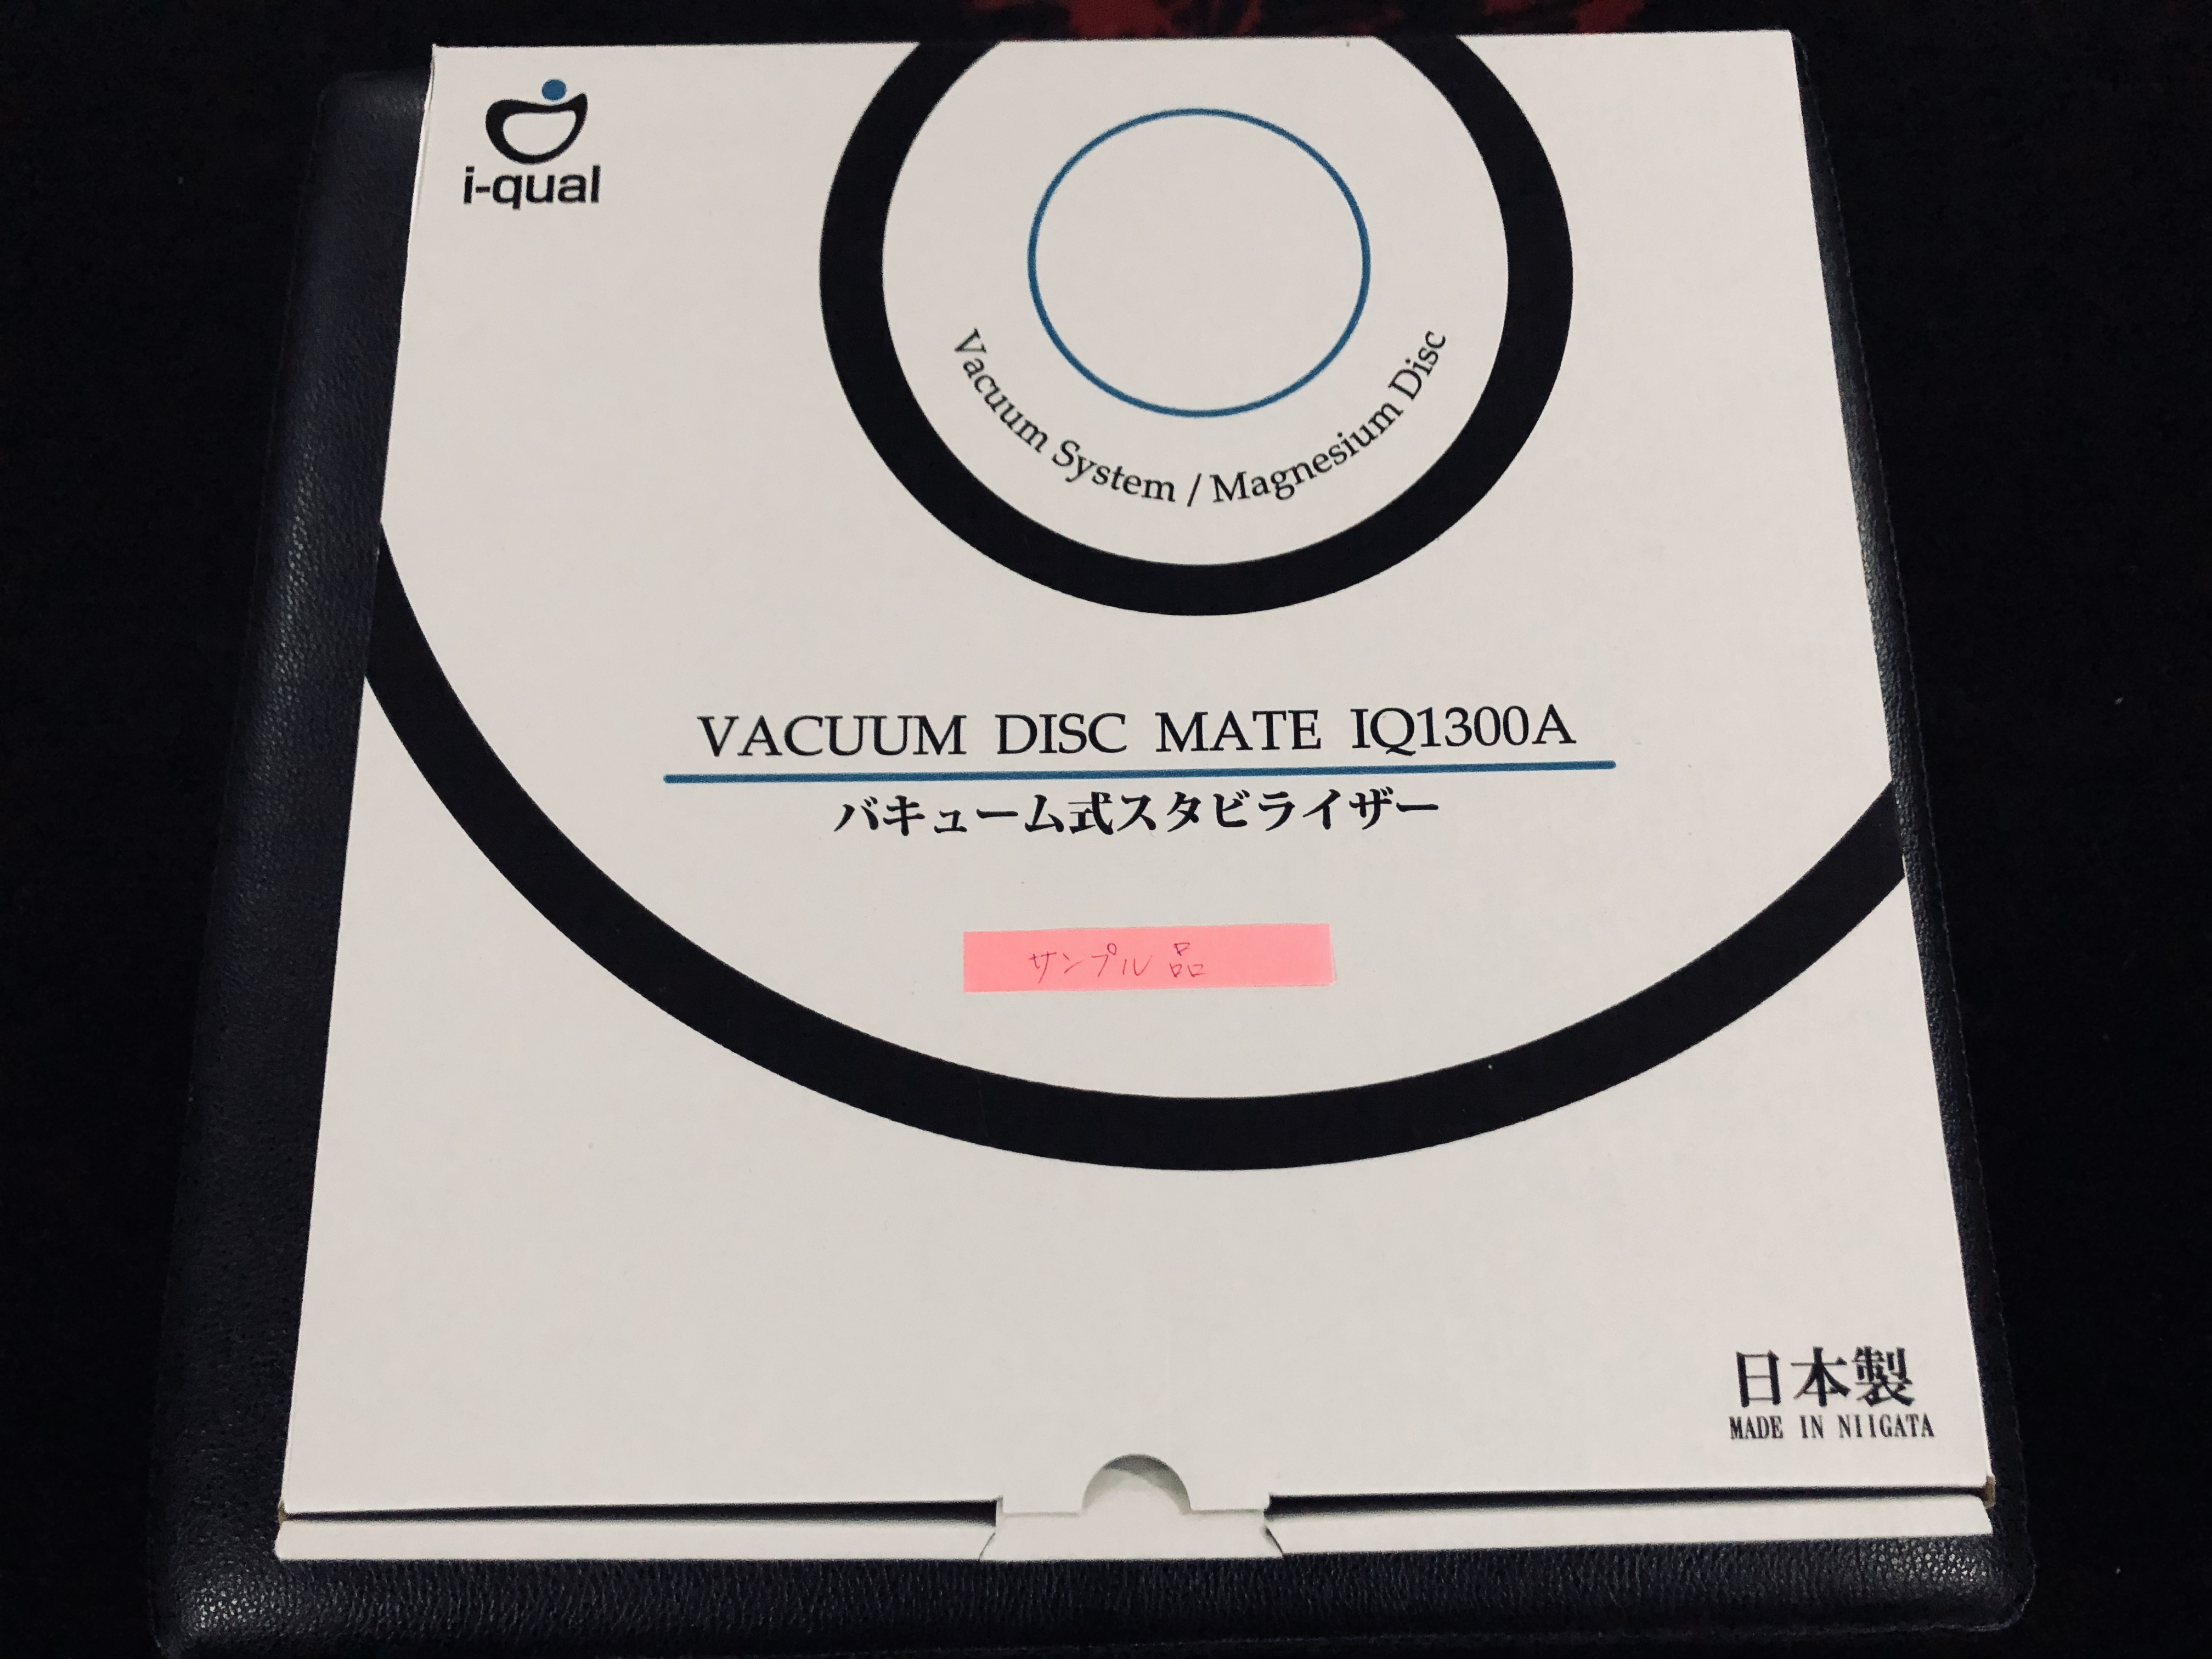 i-qual
Vacuum System / Magnesium Disc
VACUUM DISC MATE IQ1300A
バキューム式スタビライザー
サンプル品
日本製
MADE IN NIIGATA